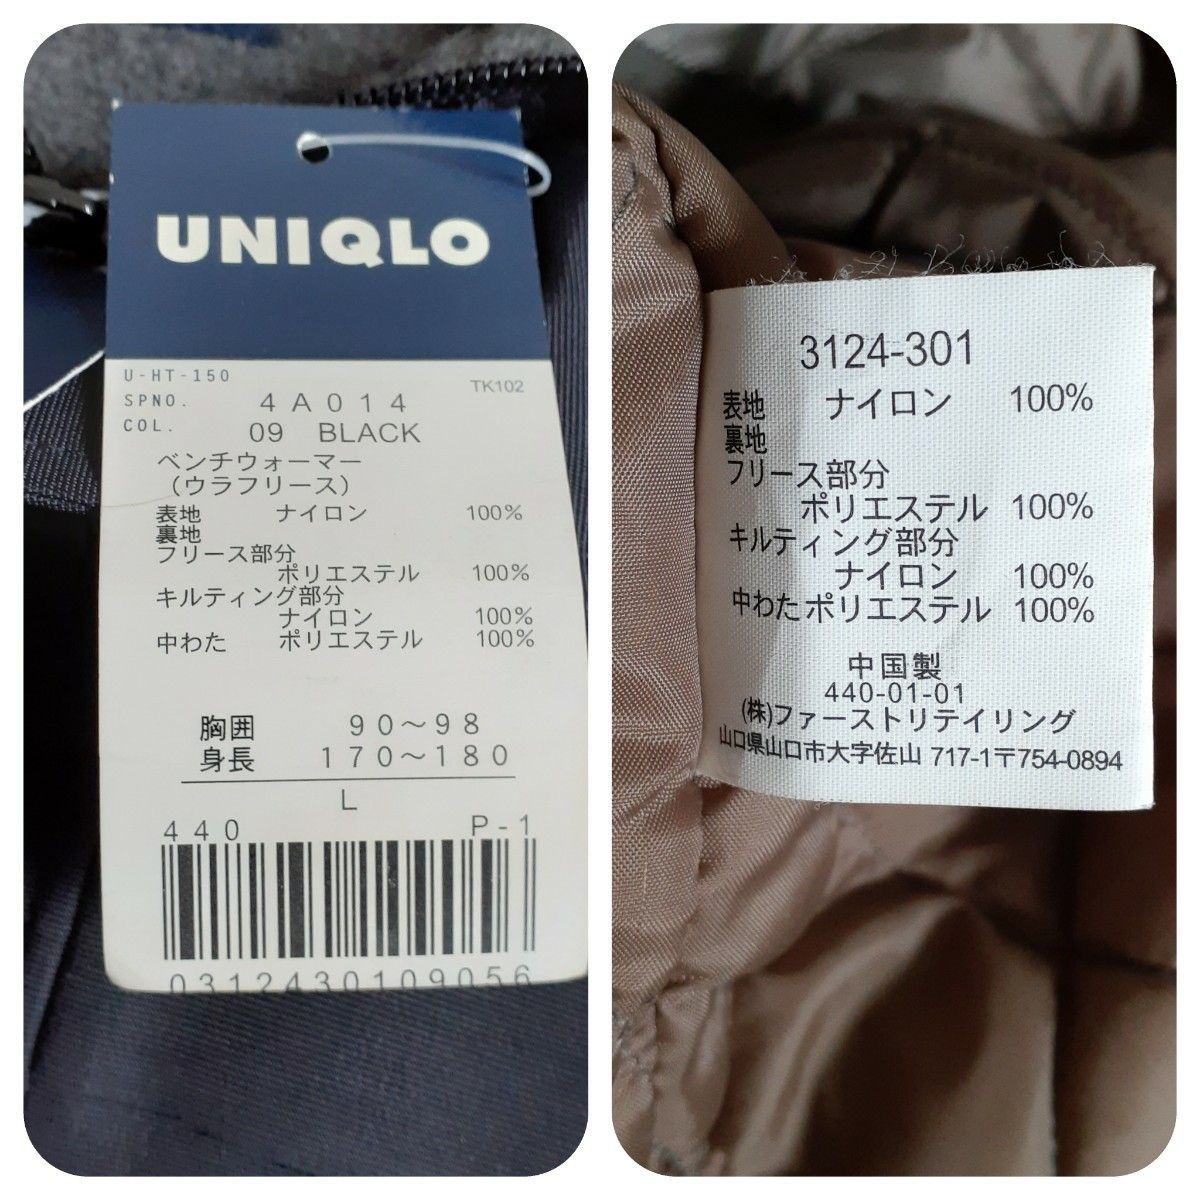 UNIQLO
U-HT-150 TK102
SPNO. 4A014
COL. 09 BLACK
ベンチウォーマー
（ウラフリース）
表地 ナイロン 100%
裏地
フリース部分
ポリエステル 100%
キルティング部分
ナイロン 100%
中わた ポリエステル 100%
胸囲 90～98
身長 170～180
L
440 P-1
0312430109056
3124-301
表地 ナイロン 100%
裏地
フリース部分
ポリエステル 100%
キルティング部分
ナイロン 100%
中わた ポリエステル 100%
中国製
440-01-01
(株)ファーストリテイリング
山口県山口市大字佐山 717-1〒754-0894